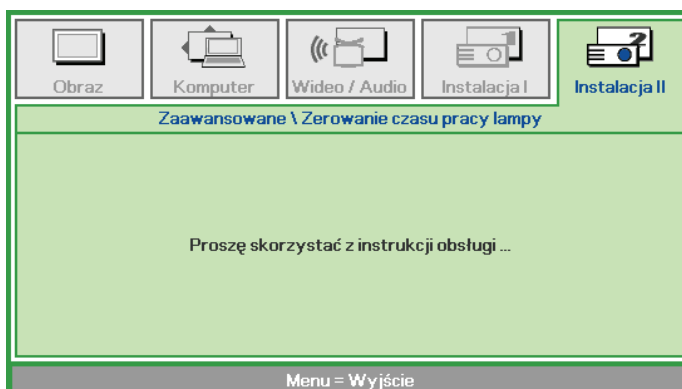 Obraz
Komputer
Wideo / Audio
Instalacja I
Instalacja II
Zaawansowane \ Zerowanie czasu pracy lampy
Proszę skorzystać z instrukcji obsługi ...
Menu = Wyjście